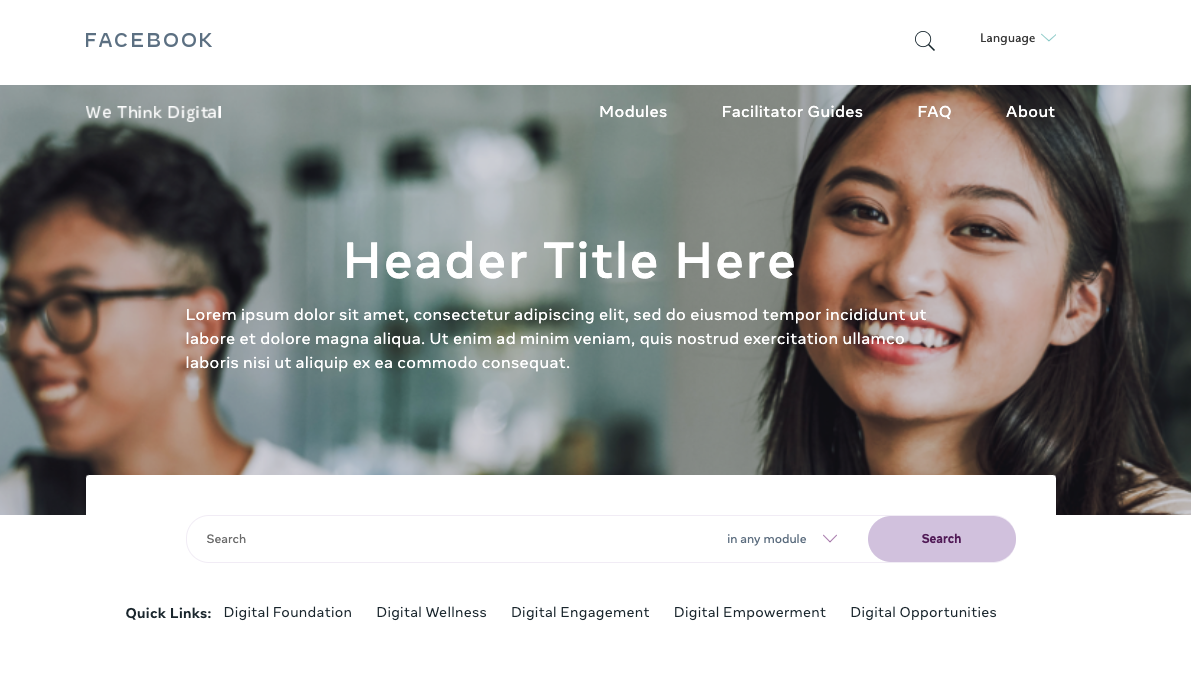 FACEBOOK
Language
We Think Digital
Modules
Facilitator Guides
FAQ
About
Header Title Here
Lorem ipsum dolor sit amet, consectetur adipiscing elit, sed do eiusmod tempor incididunt ut
labore et dolore magna aliqua. Ut enim ad minim veniam, quis nostrud exercitation ullamco
laboris nisi ut aliquip ex ea commodo consequat.
Search
in any module
Search
Quick Links: Digital Foundation Digital Wellness Digital Engagement Digital Empowerment Digital Opportunities